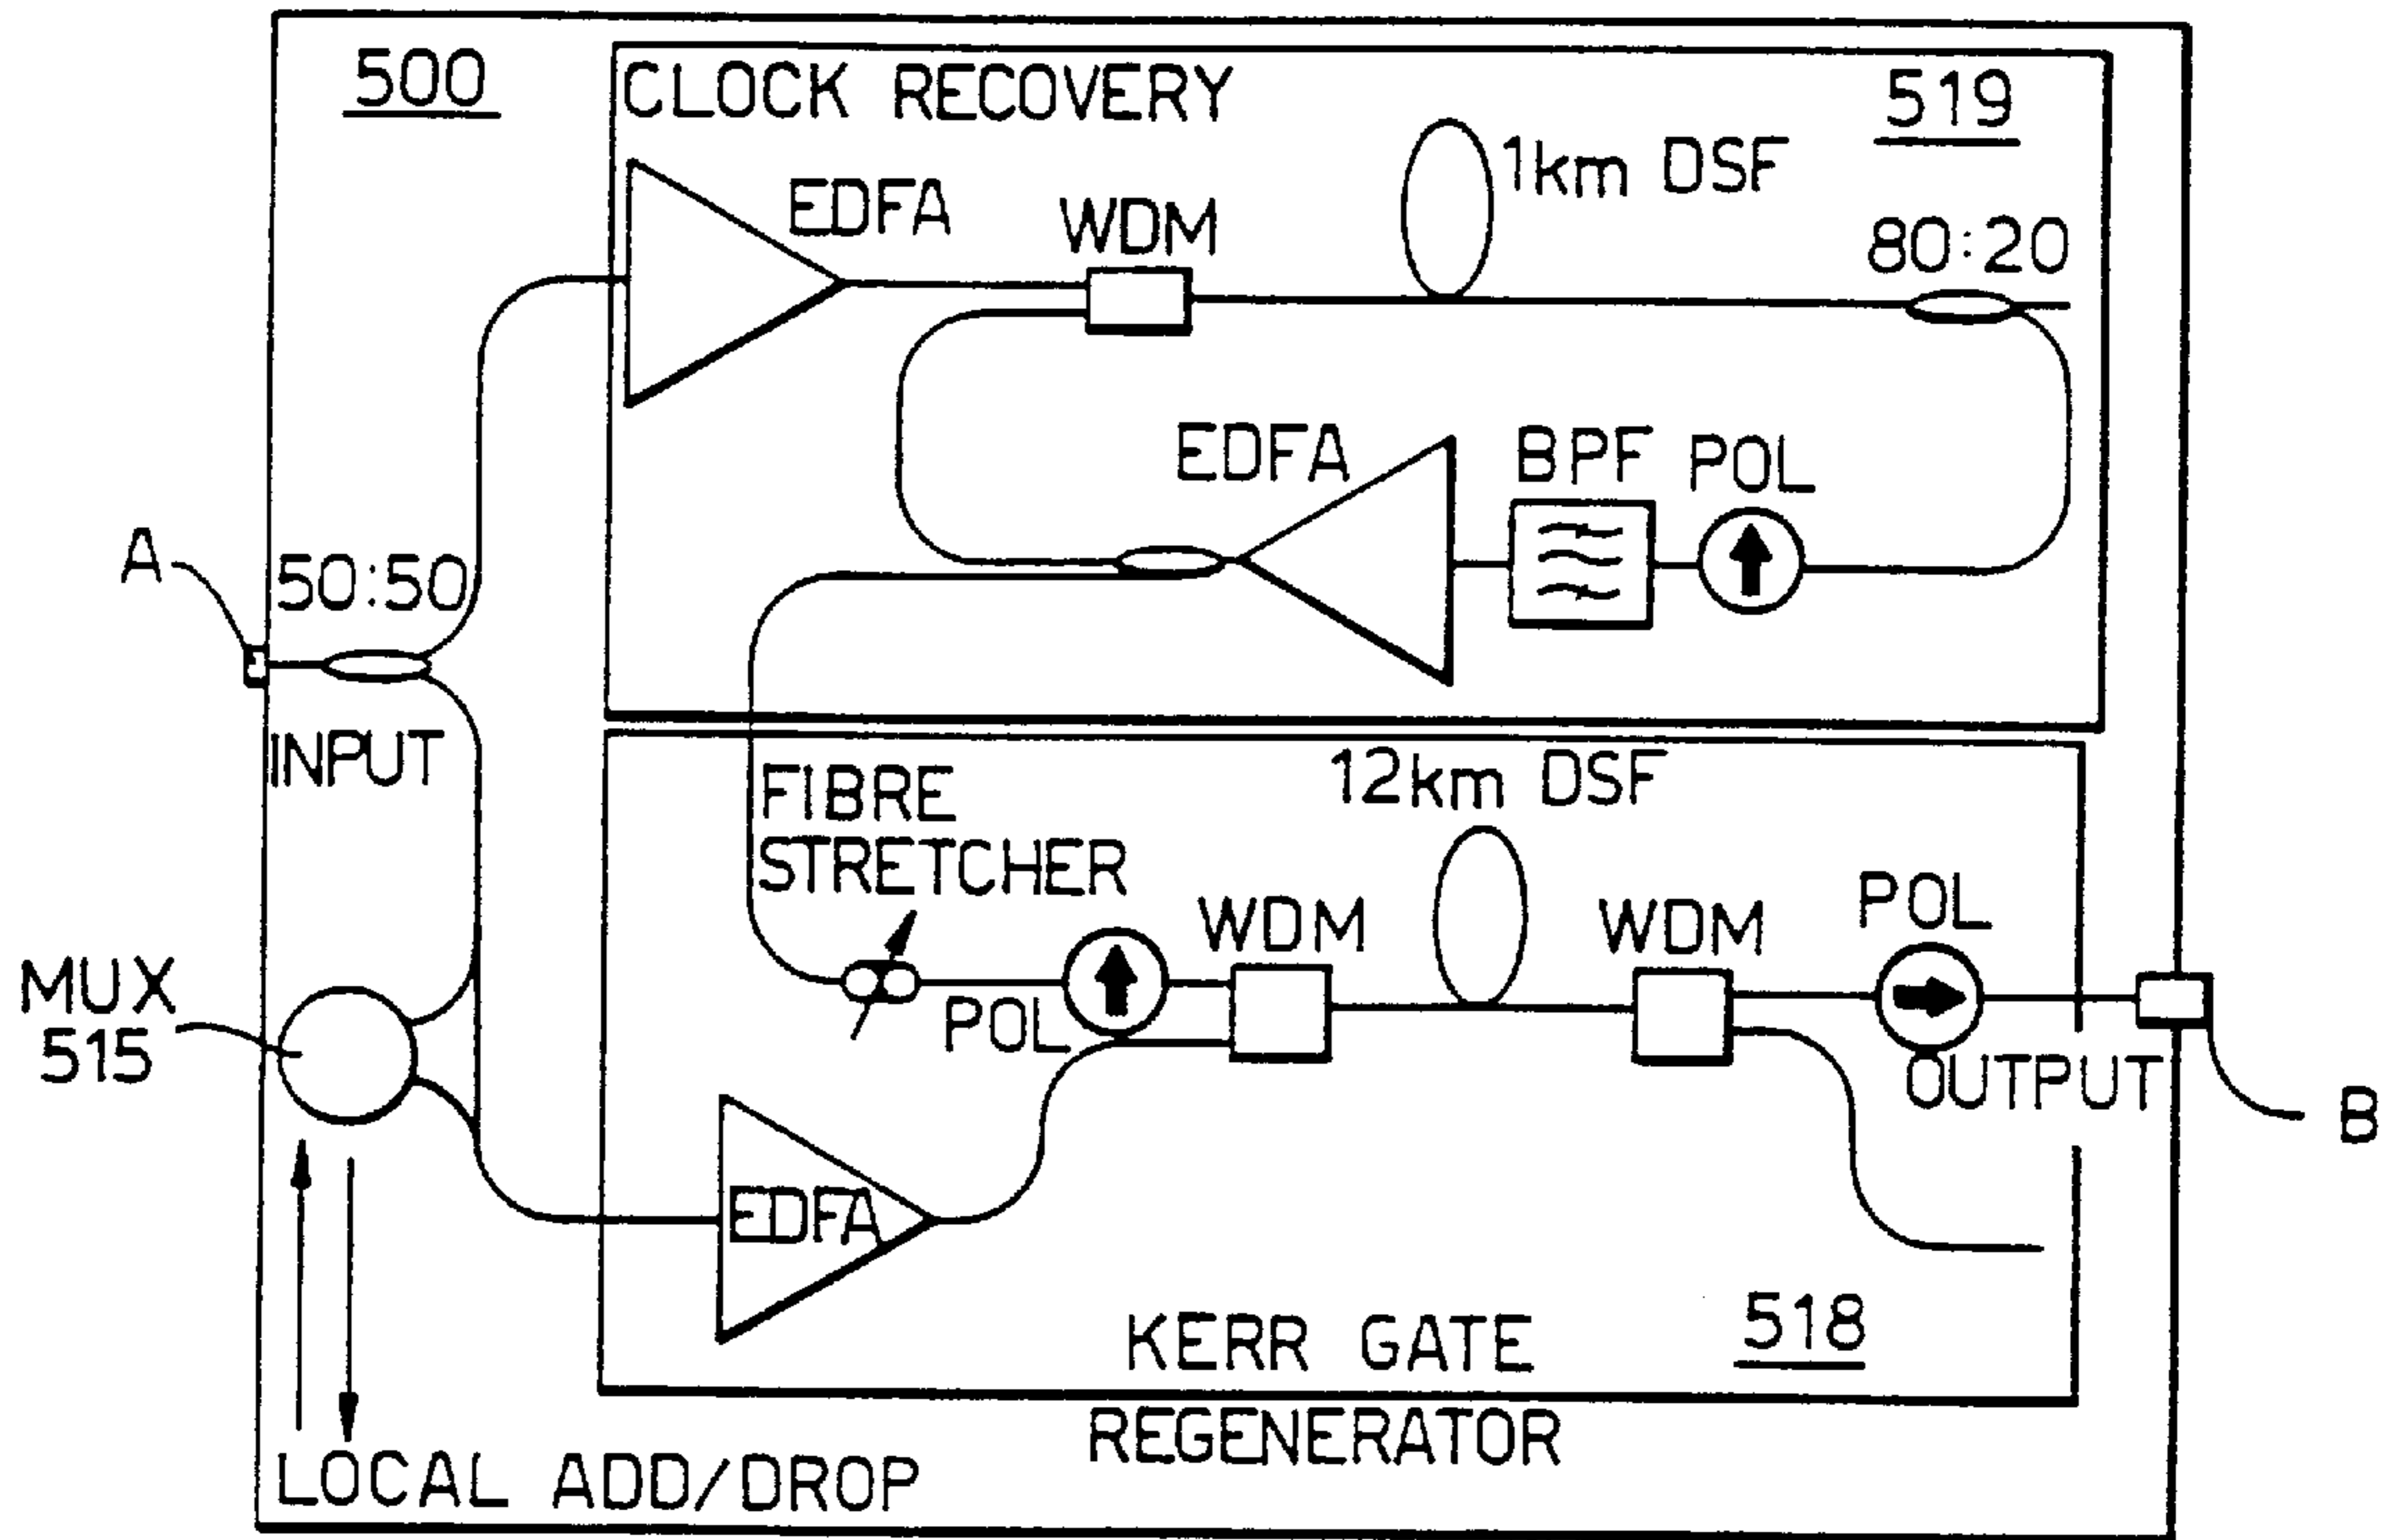 500
CLOCK RECOVERY
519
EDFA
WDM
1km DSF
80:20
EDFA
BPF
POL
A
50:50
INPUT
12km DSF
FIBRE
STRETCHER
POL
WDM
WDM
POL
MUX
515
OUTPUT
B
EDFA
KERR GATE
518
REGENERATOR
LOCAL ADD/DROP